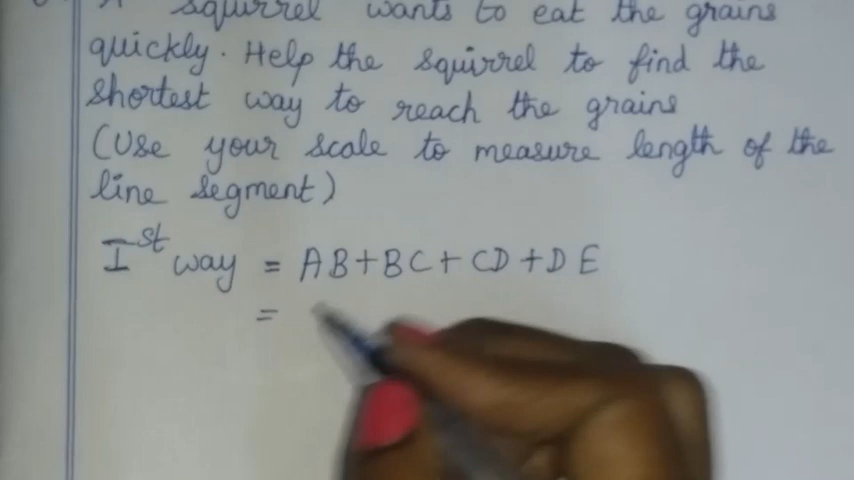 A squirrel wants to eat the grains
quickly. Help the squirrel to find the
shortest way to reach the grains
(Use your scale to measure length of the
line segment)
Ist way = AB+BC+CD+DE
=